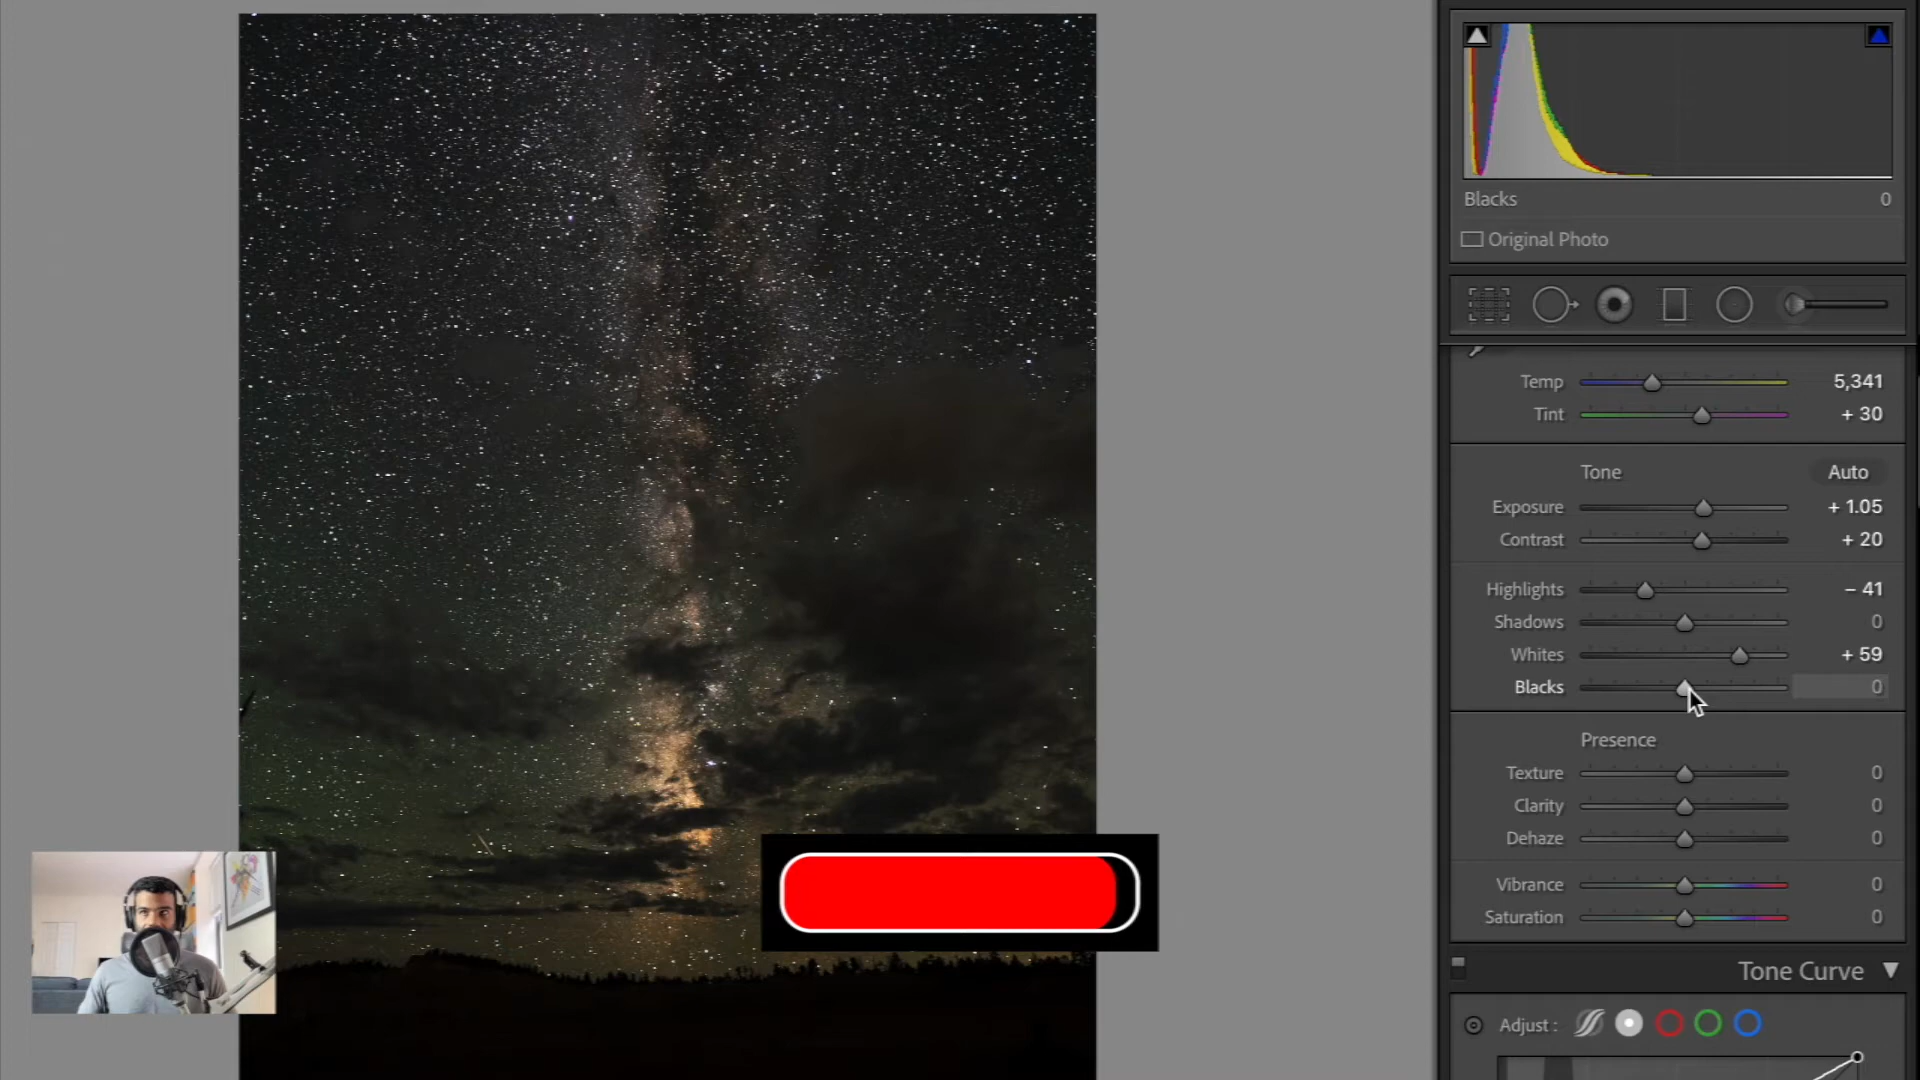 Blacks 0
Original Photo
Temp 5,341
Tint + 30
Tone Auto
Exposure + 1.05
Contrast + 20
Highlights – 41
Shadows 0
Whites + 59
Blacks 0
Presence
Texture 0
Clarity 0
Dehaze 0
Vibrance 0
Saturation 0
Tone Curve
Adjust :